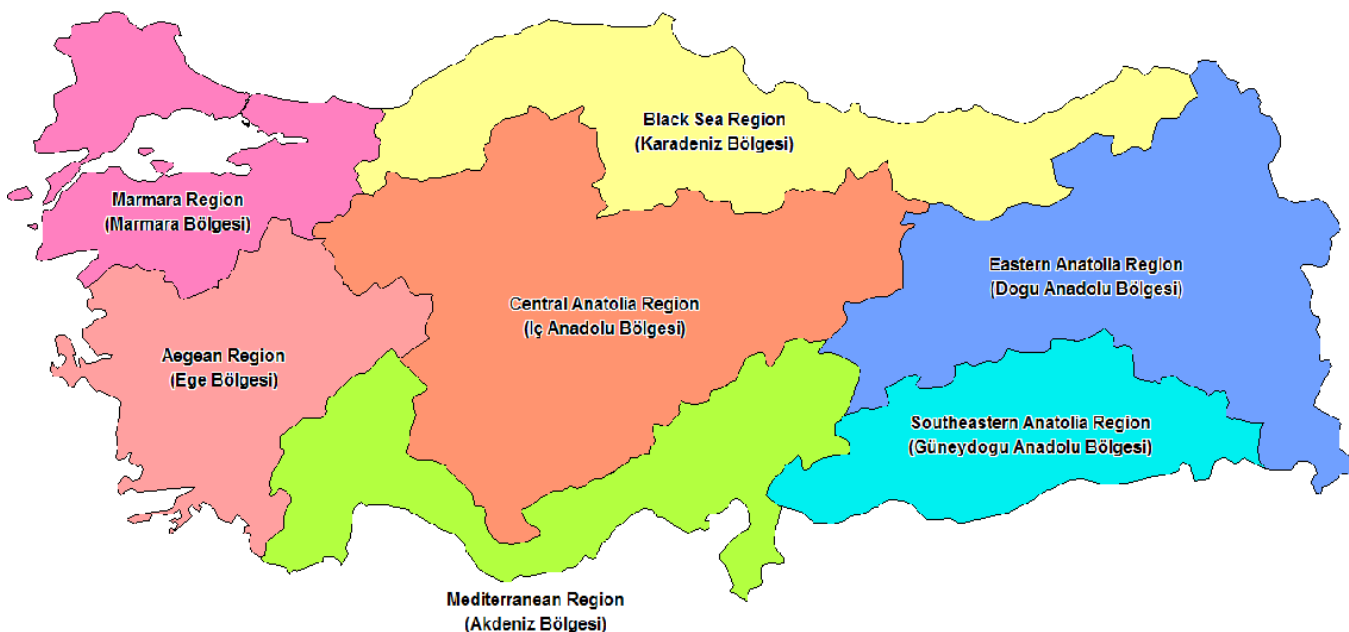 Black Sea Region
(Karadeniz Bölgesi)
Marmara Region
(Marmara Bölgesi)
Eastern Anatolia Region
(Dogu Anadolu Bölgesi)
Central Anatolia Region
(Iç Anadolu Bölgesi)
Aegean Region
(Ege Bölgesi)
Southeastern Anatolia Region
(Güneydogu Anadolu Bölgesi)
Mediterranean Region
(Akdeniz Bölgesi)